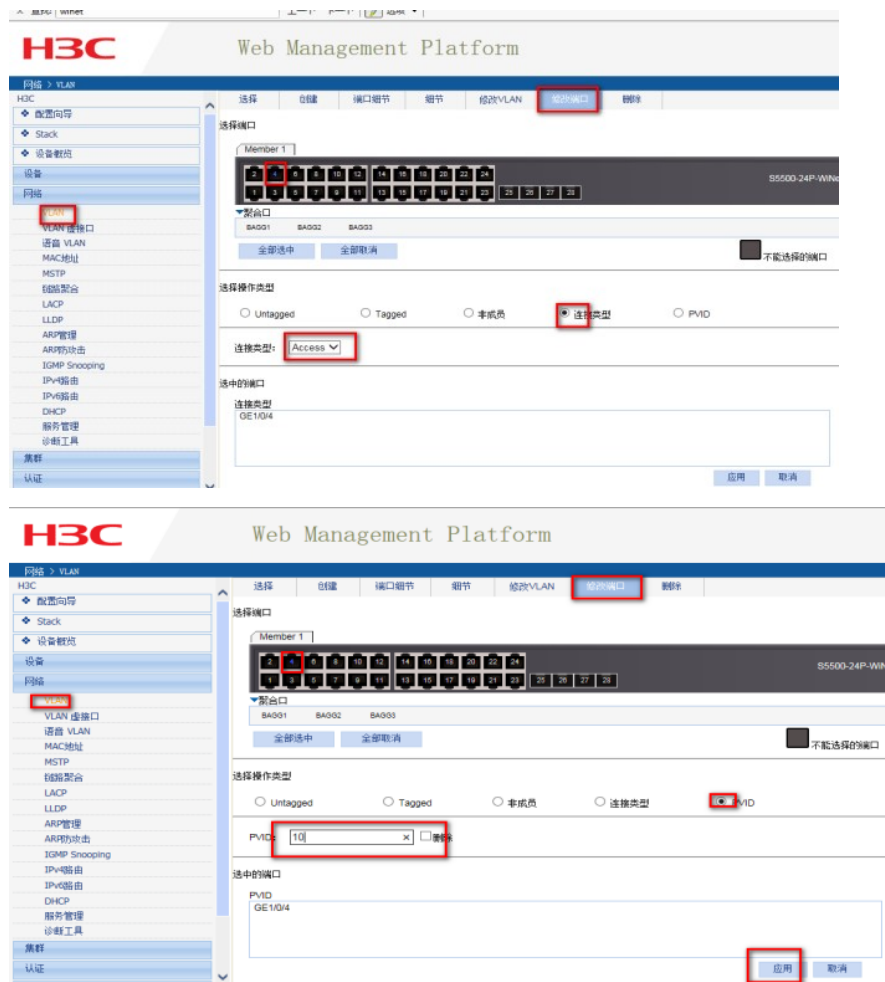 查找: winet
选项
H3C Web Management Platform
网络 > VLAN
H3C
选择 创建 端口细节 细节 修改VLAN 修改端口 删除
配置向导
Stack
设备概览
设备
网络
VLAN
VLAN 虚接口
语音 VLAN
MAC地址
MSTP
链路聚合
LACP
LLDP
ARP管理
ARP防攻击
IGMP Snooping
IPv4路由
IPv6路由
DHCP
服务管理
诊断工具
集群
认证
选择端口
Member 1
2 4 6 8 10 12 14 16 18 20 22 24
1 3 5 7 9 11 13 15 17 19 21 23 25 26 27 28
S5500-24P-WiNe
聚合口
BAGG1 BAGG2 BAGG3
全部选中 全部取消
不能选择的端口
选择操作类型
Untagged Tagged 非成员 连接类型 PVID
连接类型: Access
选中的端口
连接类型
GE1/0/4
应用 取消
H3C Web Management Platform
网络 > VLAN
H3C
选择 创建 端口细节 细节 修改VLAN 修改端口 删除
配置向导
Stack
设备概览
设备
网络
VLAN
VLAN 虚接口
语音 VLAN
MAC地址
MSTP
链路聚合
LACP
LLDP
ARP管理
ARP防攻击
IGMP Snooping
IPv4路由
IPv6路由
DHCP
服务管理
诊断工具
集群
认证
选择端口
Member 1
2 4 6 8 10 12 14 16 18 20 22 24
1 3 5 7 9 11 13 15 17 19 21 23 25 26 27 28
S5500-24P-WiN
聚合口
BAGG1 BAGG2 BAGG3
全部选中 全部取消
不能选择的端口
选择操作类型
Untagged Tagged 非成员 连接类型 PVID
PVID: 10 × 删除
选中的端口
PVID
GE1/0/4
应用 取消